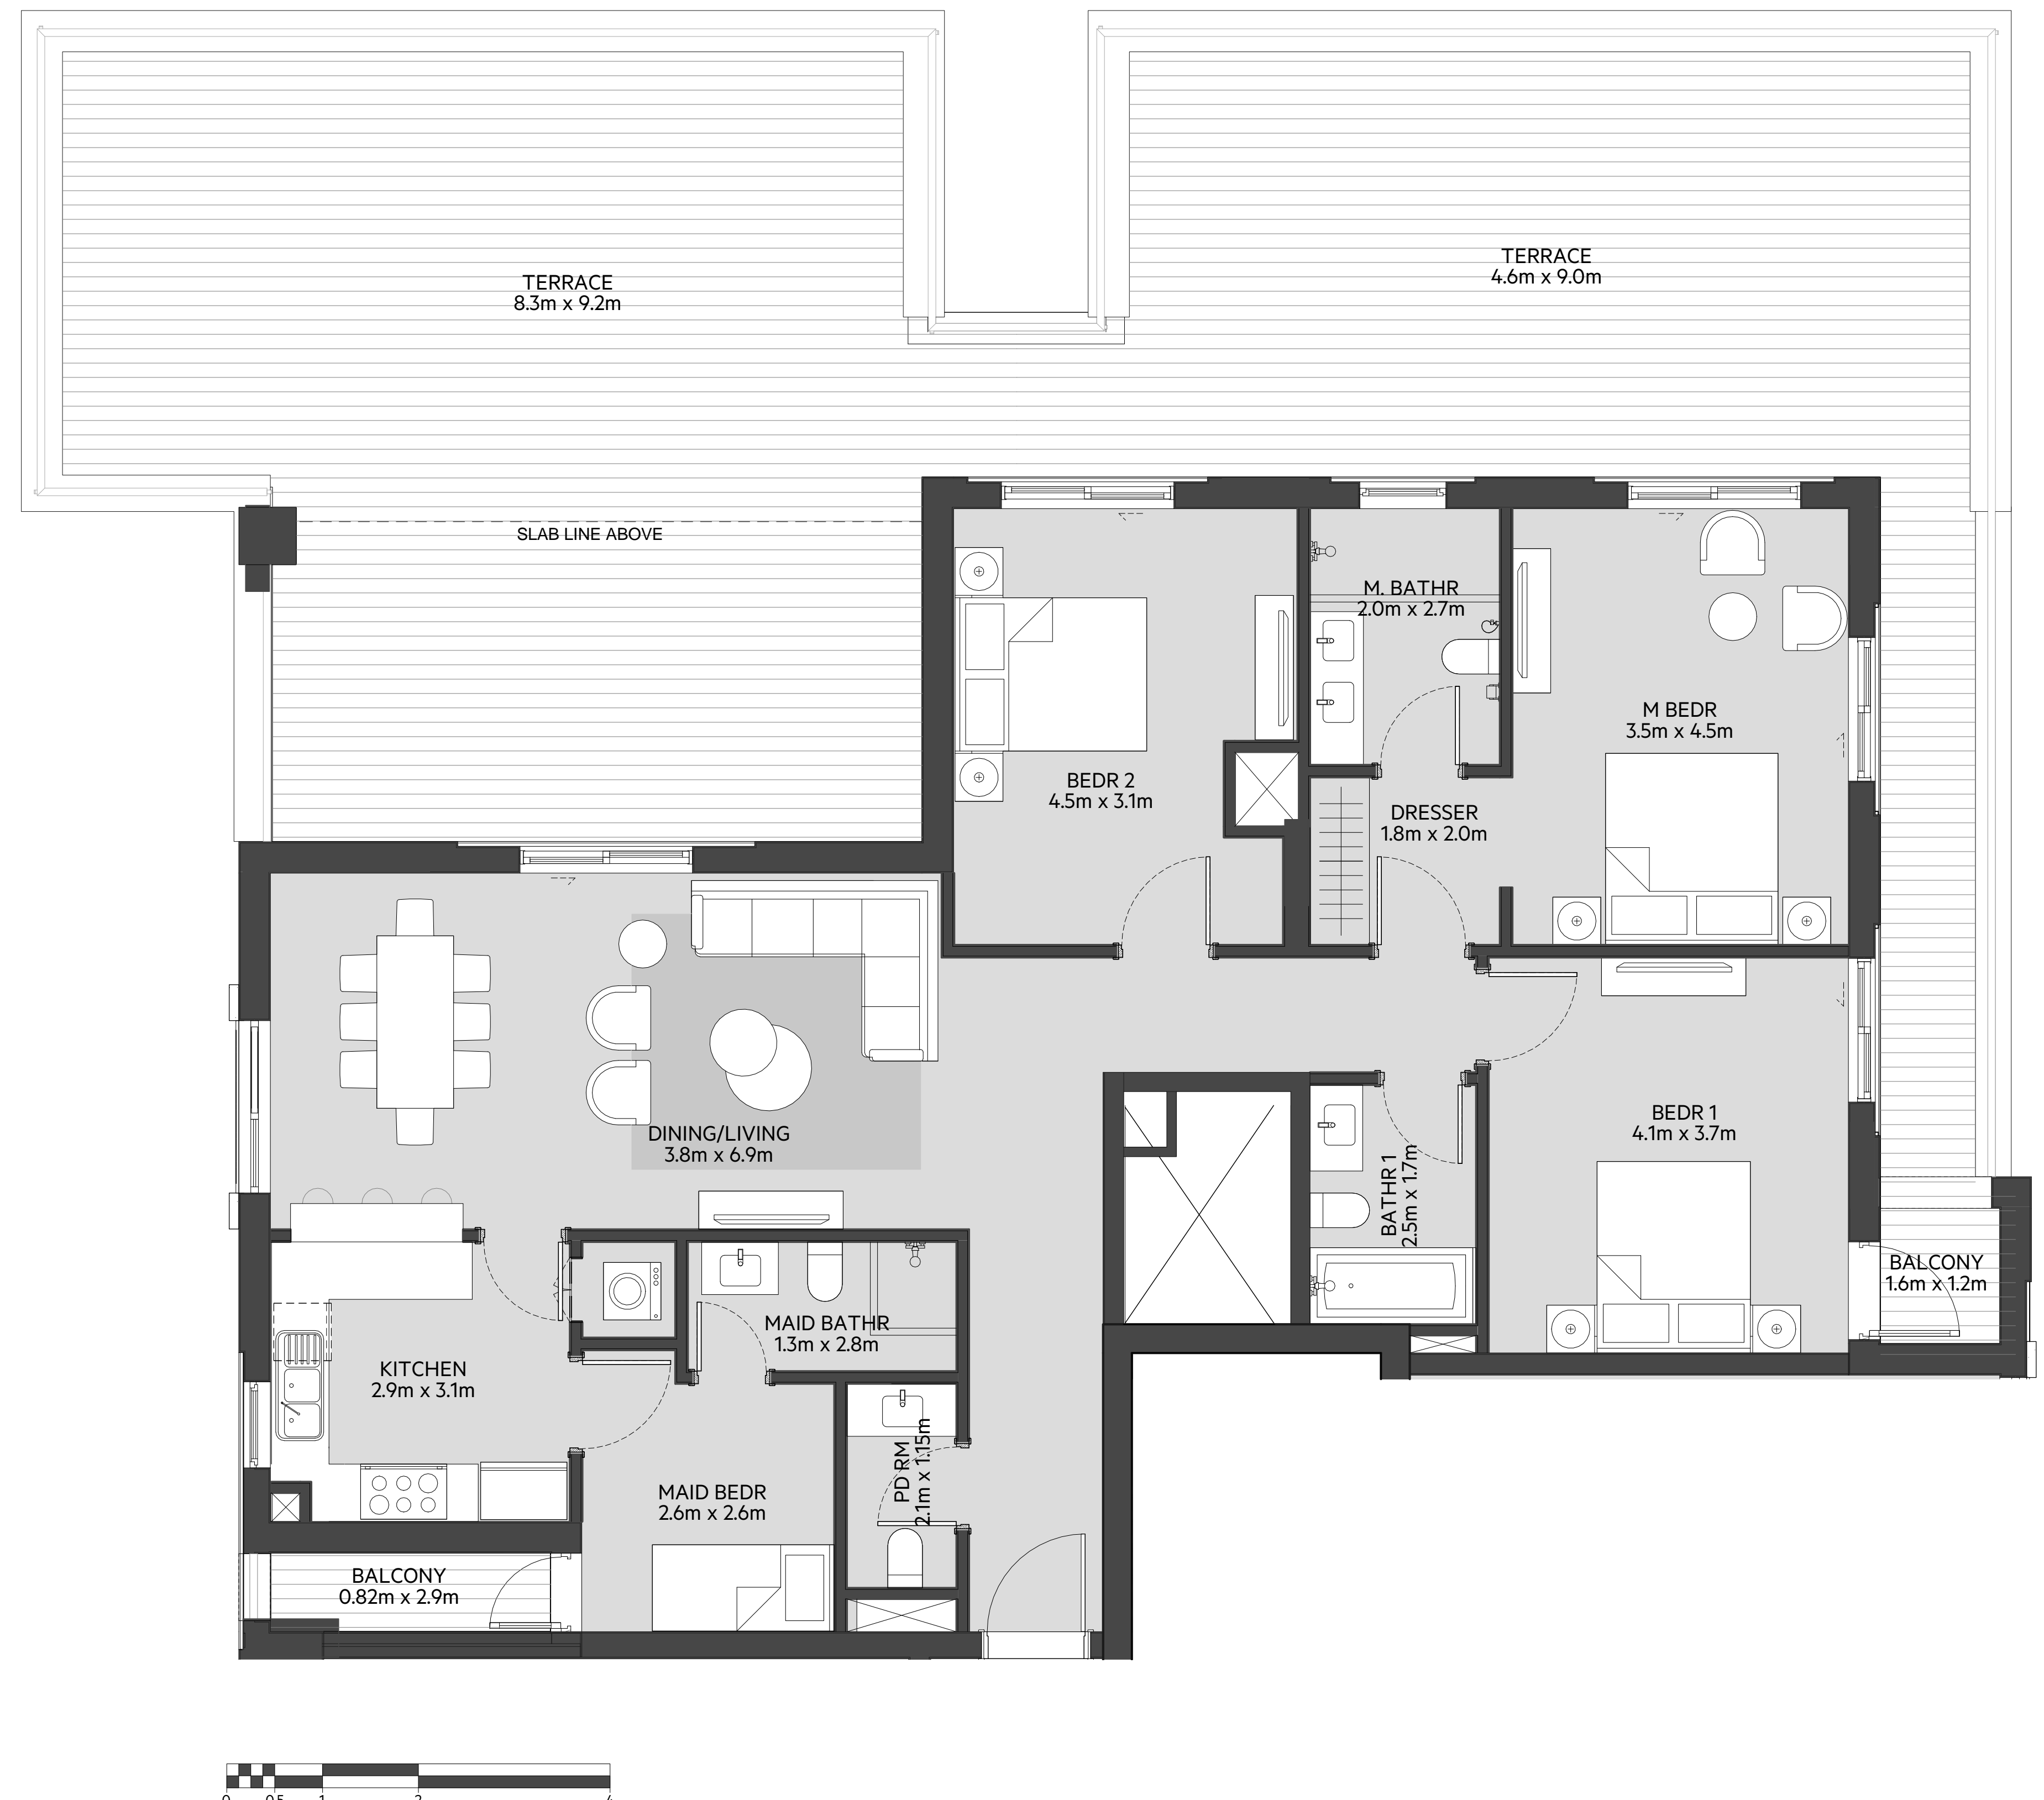 TERRACE
8.3m x 9.2m
TERRACE
4.6m x 9.0m
SLAB LINE ABOVE
M. BATHR
2.0m x 2.7m
M BEDR
3.5m x 4.5m
BEDR 2
4.5m x 3.1m
DRESSER
1.8m x 2.0m
DINING/LIVING
3.8m x 6.9m
BEDR 1
4.1m x 3.7m
BATHR 1
2.5m x 1.7m
BALCONY
1.6m x 1.2m
MAID BATHR
1.3m x 2.8m
KITCHEN
2.9m x 3.1m
PD RM
2.1m x 1.15m
MAID BEDR
2.6m x 2.6m
BALCONY
0.82m x 2.9m
0 0.5 1 2 4